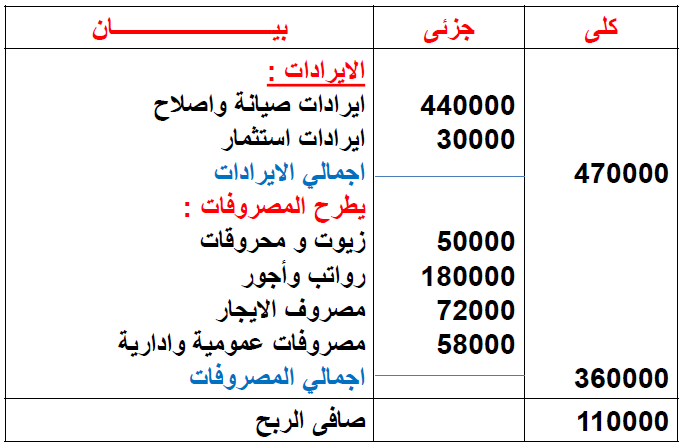 بيـــــــــــــــــــــــــان جزئى كلى
الايرادات :
ايرادات صيانة واصلاح 440000
ايرادات استثمار 30000
اجمالي الايرادات 470000
يطرح المصروفات :
زيوت و محروقات 50000
رواتب وأجور 180000
مصروف الايجار 72000
مصروفات عمومية وادارية 58000
اجمالي المصروفات 360000
صافى الربح 110000